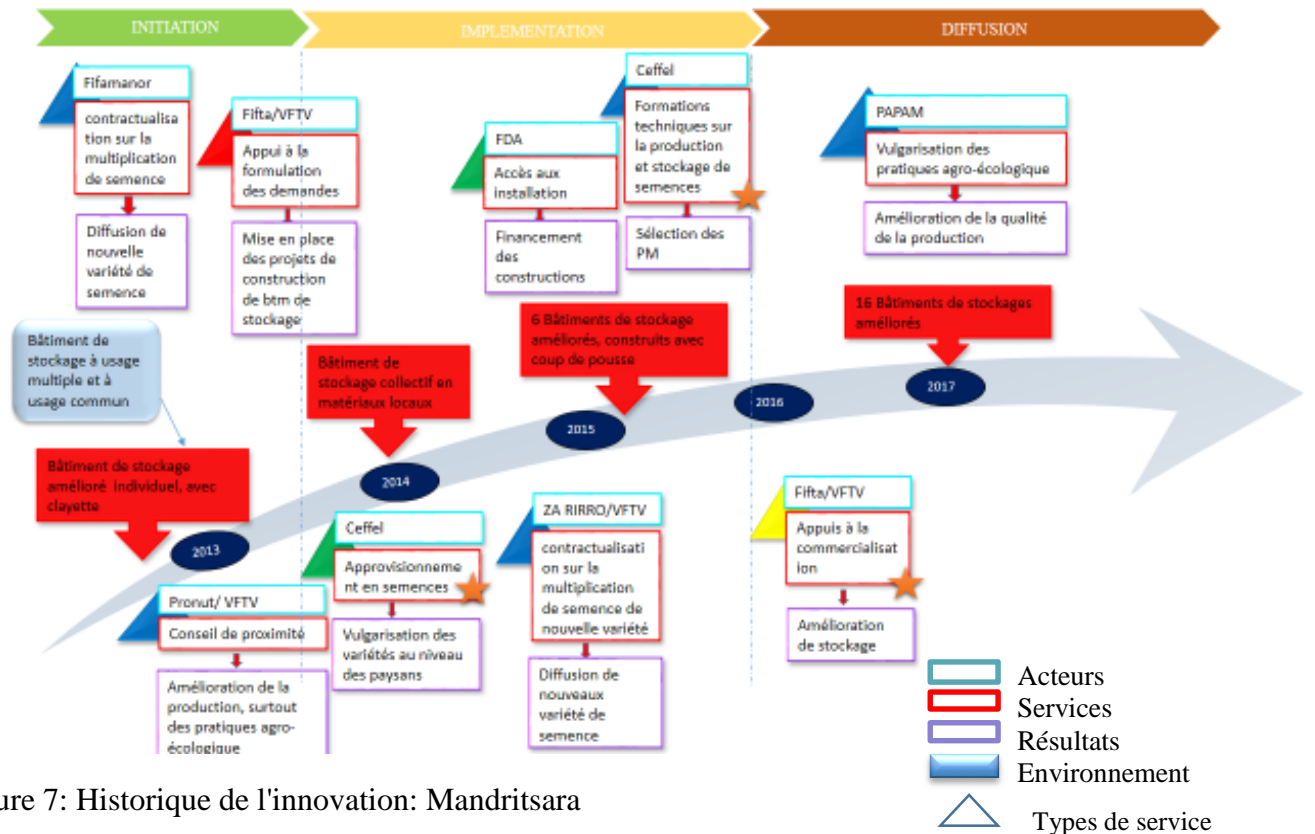 INITIATION
IMPLEMENTATION
DIFFUSION
Fifamanor
contractualisa
tion sur la
multiplication
de semence
Diffusion de
nouvelle
variété de
semence
Fifta/VFTV
Appui à la
formulation
des demandes
Mise en place
des projets de
construction
de btm de
stockage
FDA
Accès aux
installation
Financement
des
constructions
Ceffel
Formations
techniques sur
la production
et stockage de
semences
Sélection des
PM
PAPAM
Vulgarisation des
pratiques agro-écologique
Amélioration de la qualité
de la production
Bâtiment de
stockage à usage
multiple et à
usage commun
Bâtiment de stockage
amélioré individuel, avec
clayette
Bâtiment de
stockage collectif en
matériaux locaux
6 Bâtiments de stockage
améliorés, construits avec
coup de pousse
16 Bâtiments de stockages
améliorés
2013
2014
2015
2016
2017
Pronut/ VFTV
Conseil de proximité
Amélioration de la
production, surtout
des pratiques agro-
écologique
Ceffel
Approvisionneme
nt en semences
Vulgarisation des
variétés au niveau
des paysans
ZA RIRRO/VFTV
contractualisati
on sur la
multiplication
de semence de
nouvelle variété
Diffusion de
nouveaux
variété de
semence
Fifta/VFTV
Appuis à la
commercialisat
ion
Amélioration
de stockage
Acteurs
Services
Résultats
Environnement
Types de service
ure 7: Historique de l'innovation: Mandritsara